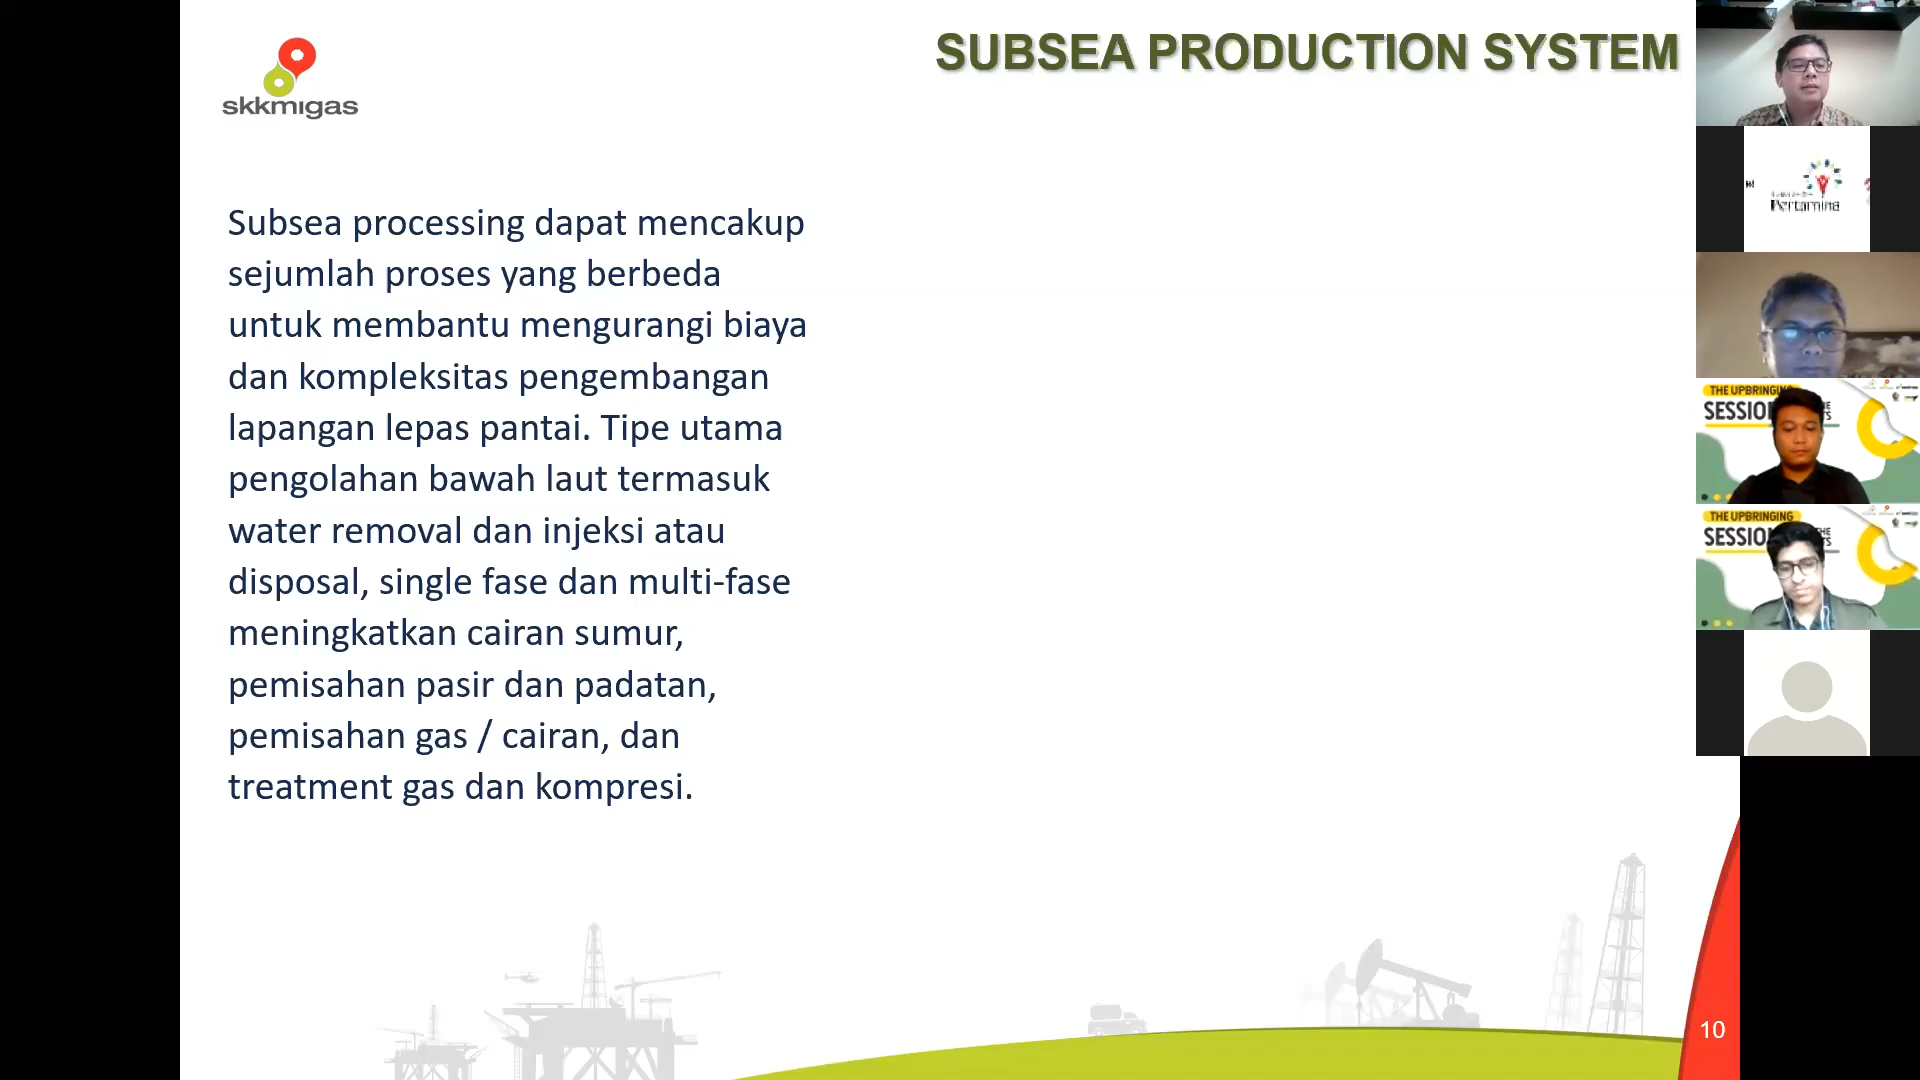 skkmigas
SUBSEA PRODUCTION SYSTEM
Subsea processing dapat mencakup
sejumlah proses yang berbeda
untuk membantu mengurangi biaya
dan kompleksitas pengembangan
lapangan lepas pantai. Tipe utama
pengolahan bawah laut termasuk
water removal dan injeksi atau
disposal, single fase dan multi-fase
meningkatkan cairan sumur,
pemisahan pasir dan padatan,
pemisahan gas / cairan, dan
treatment gas dan kompresi.
10
Pertamina
THE UPBRINGING
SESSIO
THE UPBRINGING
SESSIO